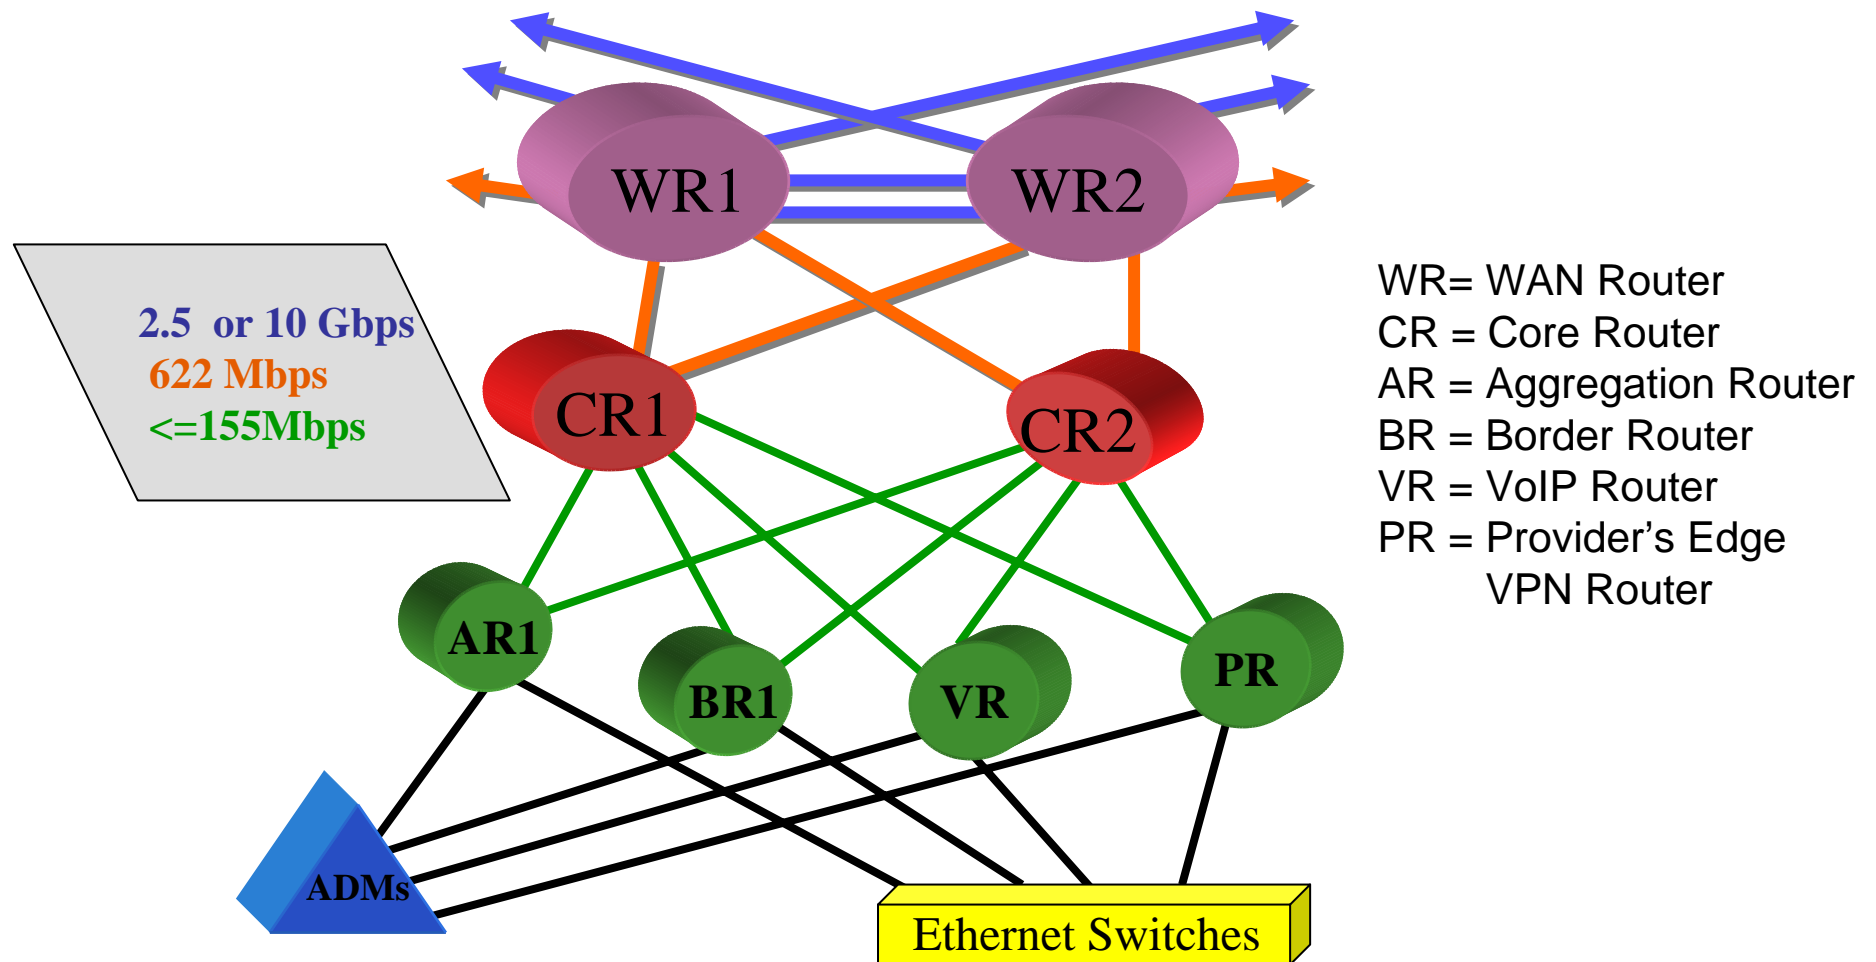 WR1
WR2
2.5  or 10 Gbps
622 Mbps
<=155Mbps
CR1
CR2
AR1
BR1
VR
PR
ADMs
Ethernet Switches
WR= WAN Router
CR = Core Router
AR = Aggregation Router
BR = Border Router
VR = VoIP Router
PR = Provider’s Edge
VPN Router